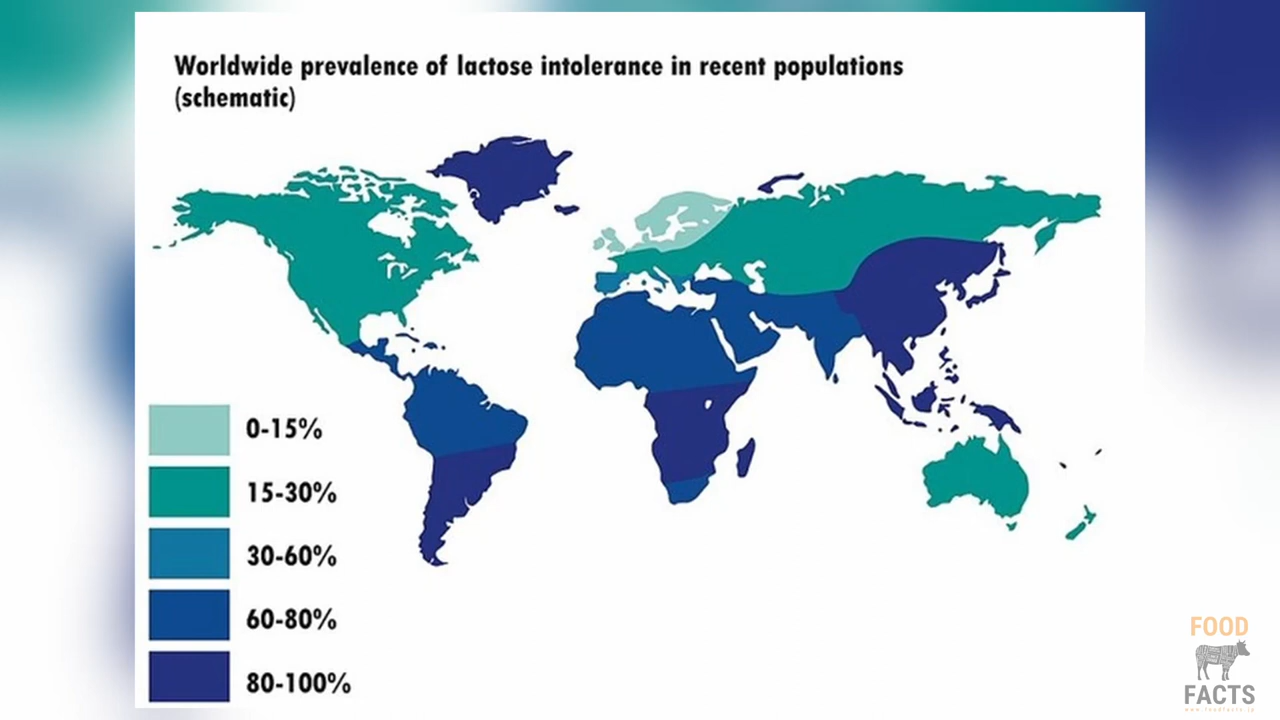 Worldwide prevalence of lactose intolerance in recent populations
(schematic)
0-15%
15-30%
30-60%
60-80%
80-100%
FOOD
FACTS